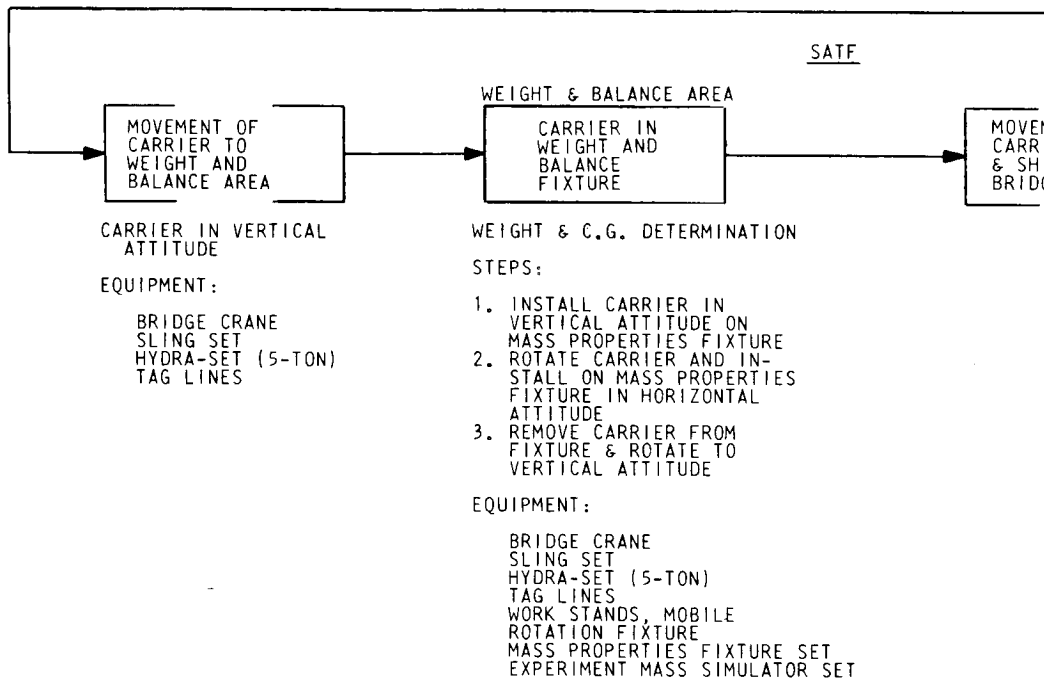 SATF
MOVEMENT OF
CARRIER TO
WEIGHT AND
BALANCE AREA
CARRIER IN VERTICAL
ATTITUDE
EQUIPMENT:
BRIDGE CRANE
SLING SET
HYDRA-SET (5-TON)
TAG LINES
WEIGHT & BALANCE AREA
CARRIER IN
WEIGHT AND
BALANCE
FIXTURE
WEIGHT & C.G. DETERMINATION
STEPS:
1. INSTALL CARRIER IN
VERTICAL ATTITUDE ON
MASS PROPERTIES FIXTURE
2. ROTATE CARRIER AND IN-
STALL ON MASS PROPERTIES
FIXTURE IN HORIZONTAL
ATTITUDE
3. REMOVE CARRIER FROM
FIXTURE & ROTATE TO
VERTICAL ATTITUDE
EQUIPMENT:
BRIDGE CRANE
SLING SET
HYDRA-SET (5-TON)
TAG LINES
WORK STANDS, MOBILE
ROTATION FIXTURE
MASS PROPERTIES FIXTURE SET
EXPERIMENT MASS SIMULATOR SET
& SH